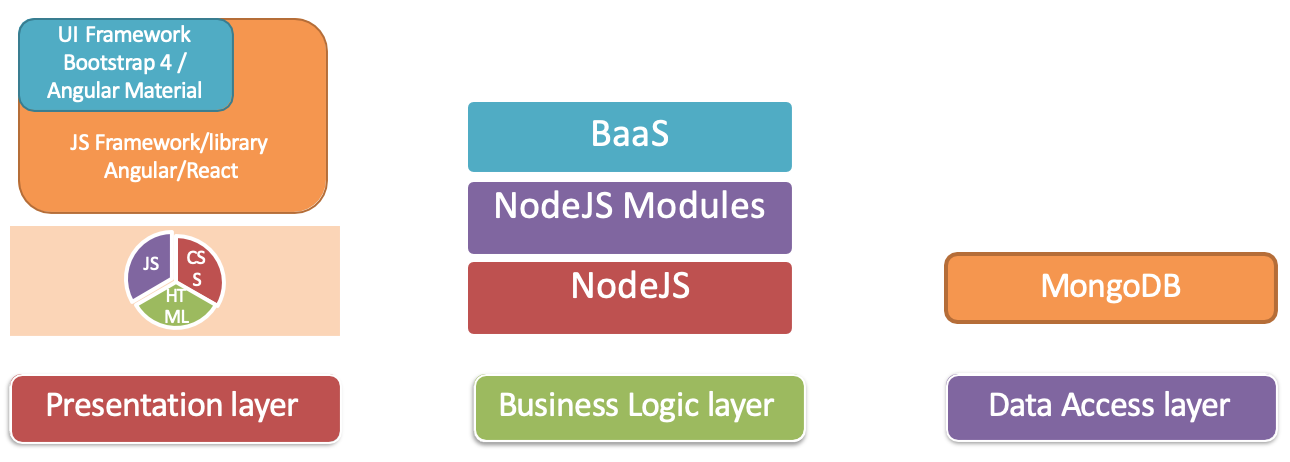 UI Framework
Bootstrap 4 /
Angular Material
JS Framework/library
Angular/React
JS
CS
S
HT
ML
Presentation layer
BaaS
NodeJS Modules
NodeJS
Business Logic layer
MongoDB
Data Access layer